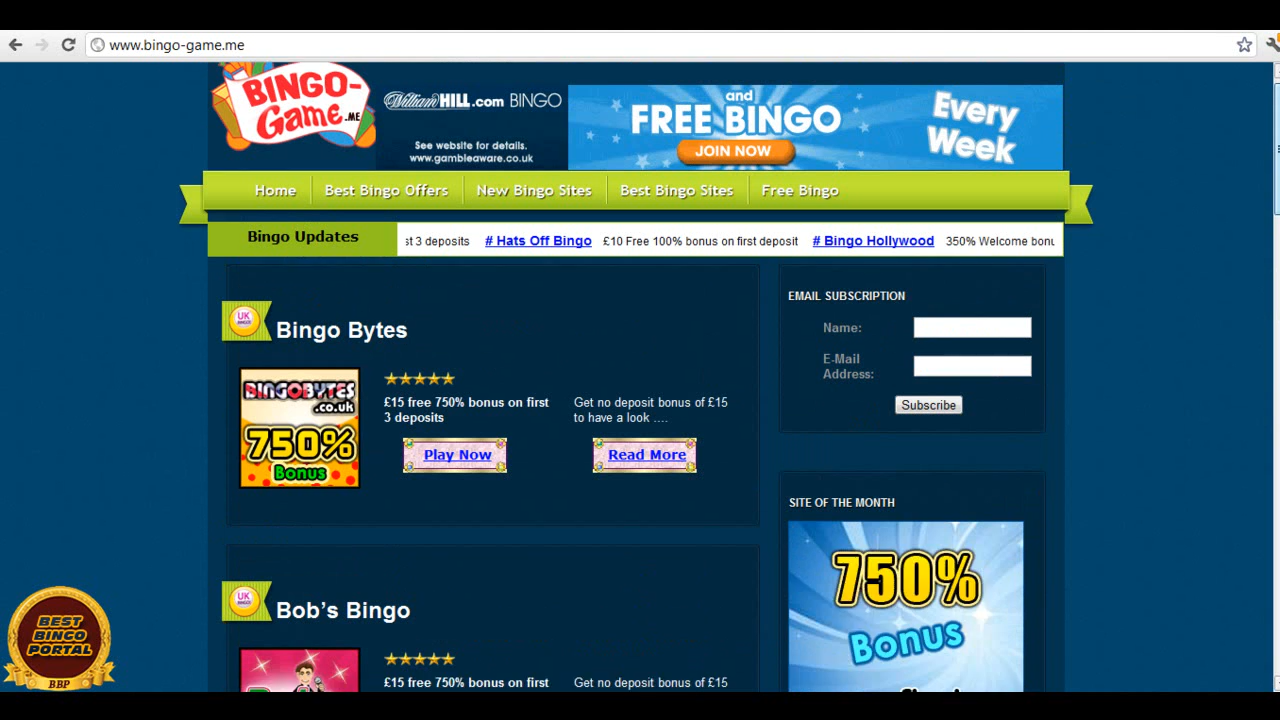 www.bingo-game.me
BINGO-
Game.ME
William HILL.com BINGO
See website for details.
www.gambleaware.co.uk
and
FREE BINGO
JOIN NOW
Every
Week
Home
Best Bingo Offers
New Bingo Sites
Best Bingo Sites
Free Bingo
Bingo Updates
st 3 deposits # Hats Off Bingo £10 Free 100% bonus on first deposit # Bingo Hollywood 350% Welcome bonu
UK
BINGO
Bingo Bytes
BINGOBYTES
.co.uk
750%
Bonus
£15 free 750% bonus on first
3 deposits
Play Now
Get no deposit bonus of £15
to have a look ....
Read More
EMAIL SUBSCRIPTION
Name:
E-Mail
Address:
Subscribe
SITE OF THE MONTH
750%
Bonus
UK
BINGO
Bob's Bingo
£15 free 750% bonus on first
Get no deposit bonus of £15
BEST
BINGO
PORTAL
BBP